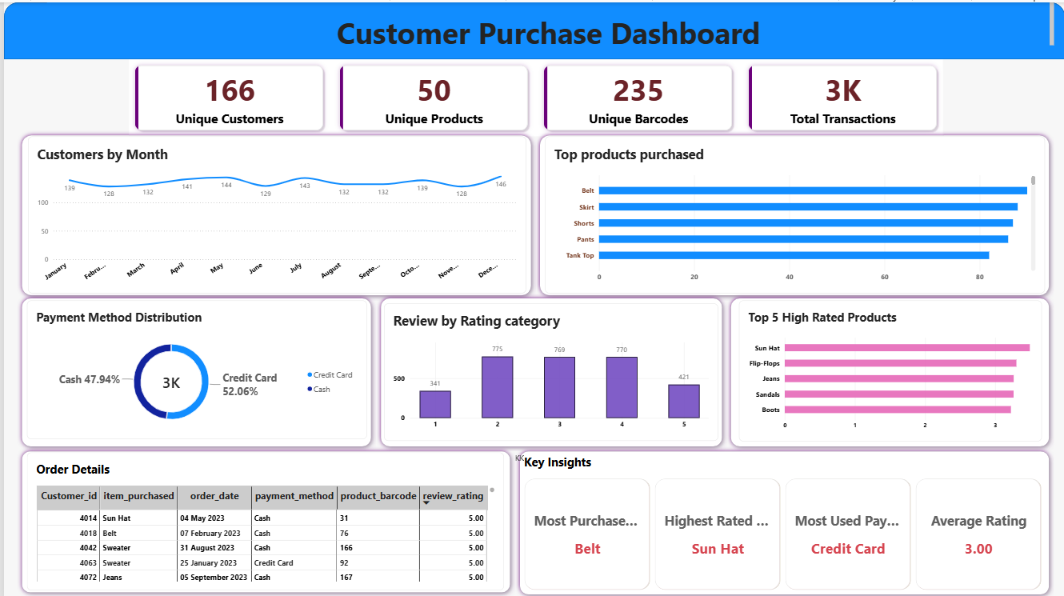 Customer Purchase Dashboard
166
Unique Customers
50
Unique Products
235
Unique Barcodes
3K
Total Transactions
Customers by Month
139 128 132 141 144 129 143 132 132 139 128 146
100
50
0
January Febru... March April May June July August Septe... Octo... Nove... Dece...
Top products purchased
Belt
Skirt
Shorts
Pants
Tank Top
0 20 40 60 80
Payment Method Distribution
Cash 47.94%
3K
Credit Card
52.06%
Credit Card
Cash
Review by Rating category
341 775 769 770 421
500
0
1 2 3 4 5
Top 5 High Rated Products
Sun Hat
Flip-Flops
Jeans
Sandals
Boots
0 1 2 3
Order Details
Customer_id item_purchased order_date payment_method product_barcode review_rating
4014 Sun Hat 04 May 2023 Cash 31 5.00
4018 Belt 07 February 2023 Cash 76 5.00
4042 Sweater 31 August 2023 Cash 166 5.00
4063 Sweater 25 January 2023 Credit Card 92 5.00
4072 Jeans 05 September 2023 Cash 167 5.00
Key Insights
Most Purchase...
Belt
Highest Rated ...
Sun Hat
Most Used Pay...
Credit Card
Average Rating
3.00